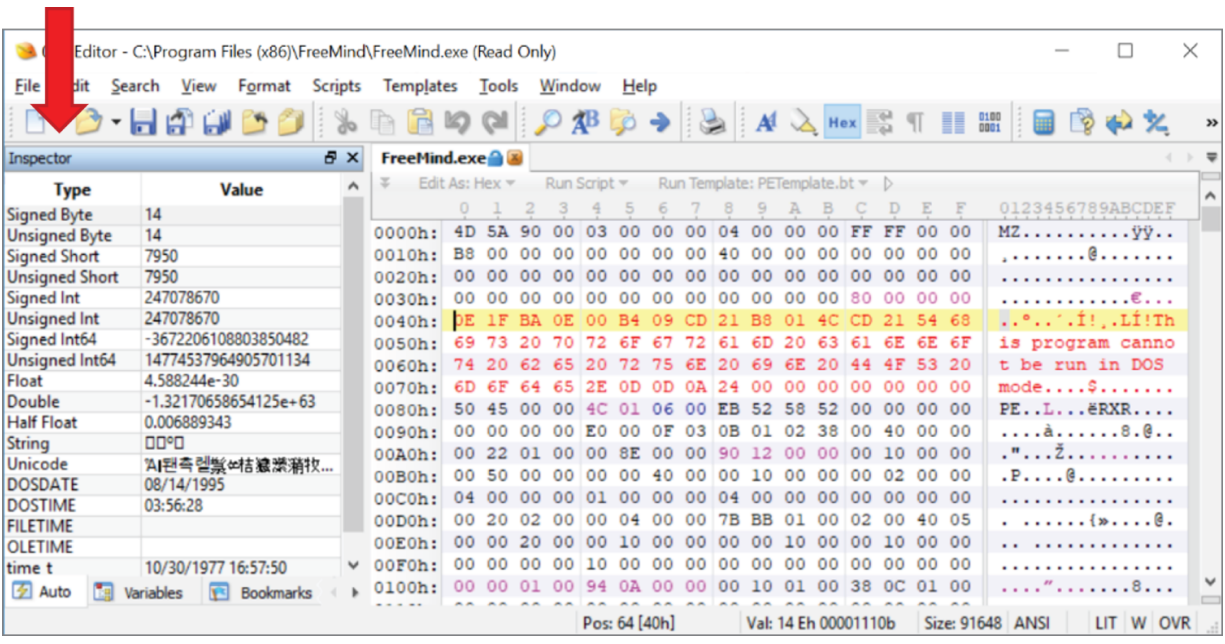 Editor - C:\Program Files (x86)\FreeMind\FreeMind.exe (Read Only)
File dit Search View Format Scripts Templates Tools Window Help
Hex
Inspector
FreeMind.exe
Edit As: Hex Run Script Run Template: PETemplate.bt
Type Value
0 1 2 3 4 5 6 7 8 9 A B C D E F 0123456789ABCDEF
Signed Byte 14
Unsigned Byte 14
Signed Short 7950
Unsigned Short 7950
Signed Int 247078670
Unsigned Int 247078670
Signed Int64 -3672206108803850482
Unsigned Int64 14774537964905701134
Float 4.588244e-30
Double -1.32170658654125e+63
Half Float 0.006889343
String
Unicode
DOSDATE 08/14/1995
DOSTIME 03:56:28
FILETIME
OLETIME
time t 10/30/1977 16:57:50
Auto Variables Bookmarks
0000h: 4D 5A 90 00 03 00 00 00 04 00 00 00 FF FF 00 00 MZ..........ÿÿ..
0010h: B8 00 00 00 00 00 00 00 40 00 00 00 00 00 00 00 ¸.......@.......
0020h: 00 00 00 00 00 00 00 00 00 00 00 00 00 00 00 00 ................
0030h: 00 00 00 00 00 00 00 00 00 00 00 00 80 00 00 00 ............€...
0040h: 0E 1F BA 0E 00 B4 09 CD 21 B8 01 4C CD 21 54 68 ..º..´.Í!¸.LÍ!Th
0050h: 69 73 20 70 72 6F 67 72 61 6D 20 63 61 6E 6E 6F is program canno
0060h: 74 20 62 65 20 72 75 6E 20 69 6E 20 44 4F 53 20 t be run in DOS
0070h: 6D 6F 64 65 2E 0D 0D 0A 24 00 00 00 00 00 00 00 mode....$.......
0080h: 50 45 00 00 4C 01 06 00 EB 52 58 52 00 00 00 00 PE..L...ëRXR....
0090h: 00 00 00 00 E0 00 0F 03 0B 01 02 38 00 40 00 00 ....à......8.@..
00A0h: 00 22 01 00 00 8E 00 00 90 12 00 00 00 10 00 00 ."...Ž..........
00B0h: 00 50 00 00 00 00 40 00 00 10 00 00 00 02 00 00 .P....@.........
00C0h: 04 00 00 00 01 00 00 00 04 00 00 00 00 00 00 00 ................
00D0h: 00 20 02 00 00 04 00 00 7B BB 01 00 02 00 40 05 . ......{»....@.
00E0h: 00 00 20 00 00 10 00 00 00 00 10 00 00 10 00 00 .. .............
00F0h: 00 00 00 00 10 00 00 00 00 00 00 00 00 00 00 00 ................
0100h: 00 00 01 00 94 0A 00 00 00 10 01 00 38 0C 01 00 ....”.......8...
Pos: 64 [40h] Val: 14 Eh 00001110b Size: 91648 ANSI LIT W OVR